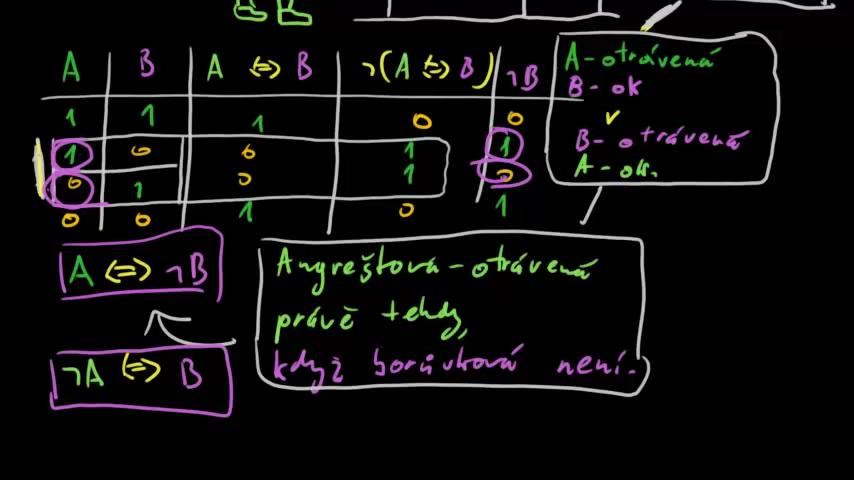 A B A ⇔ B ¬(A ⇔ B) ¬B
1 1 1 0 0
1 0 0 1 1
0 1 0 1 0
0 0 1 0 1
A - otrávená
B - ok
v
B - otrávená
A - ok.
A ⇔ ¬B
¬A ⇔ B
Angreštova - otrávená
právě tehdy,
když borůvková není.